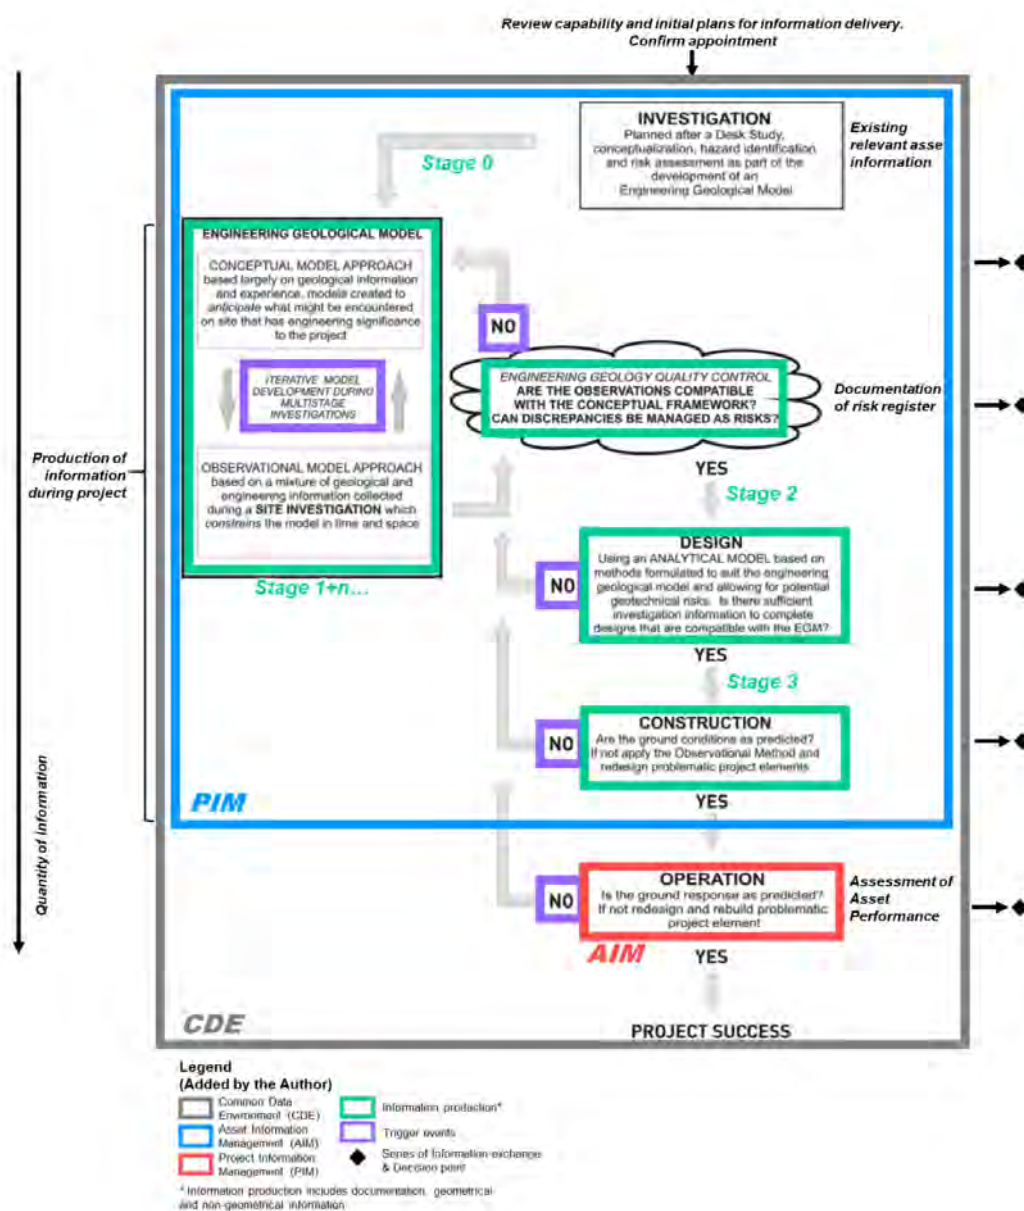 Review capability and initial plans for information delivery.
Confirm appointment
INVESTIGATION
Planned after a Desk Study,
conceptualization, hazard identification
and risk assessment as part of the
development of an
Engineering Geological Model
Existing
relevant asse
information
Stage 0
ENGINEERING GEOLOGICAL MODEL
CONCEPTUAL MODEL APPROACH
based largely on geological information
and experience, models created to
anticipate what might be encountered
on site that has engineering significance
to the project
NO
ITERATIVE MODEL
DEVELOPMENT DURING
MULTISTAGE
INVESTIGATIONS
ENGINEERING GEOLOGY QUALITY CONTROL
ARE THE OBSERVATIONS COMPATIBLE
WITH THE CONCEPTUAL FRAMEWORK?
CAN DISCREPANCIES BE MANAGED AS RISKS?
Documentation
of risk register
Production of
information
during project
OBSERVATIONAL MODEL APPROACH
based on a mixture of geological and
engineering information collected
during a SITE INVESTIGATION which
constrains the model in time and space
Stage 1+n...
YES
Stage 2
NO
DESIGN
Using an ANALYTICAL MODEL based on
methods formulated to suit the engineering
geological model and allowing for potential
geotechnical risks. Is there sufficient
investigation information to complete
designs that are compatible with the EGM?
YES
Stage 3
NO
CONSTRUCTION
Are the ground conditions as predicted?
If not apply the Observational Method and
redesign problematic project elements
YES
PIM
Quantity of information
NO
OPERATION
Is the ground response as predicted?
If not redesign and rebuild problematic
project element
Assessment of
Asset
Performance
AIM
YES
CDE
PROJECT SUCCESS
Legend
(Added by the Author)
Common Data
Environment (CDE)
Asset Information
Management (AIM)
Project Information
Management (PIM)
Information production*
Trigger events
Series of Information exchange
& Decision point
* Information production includes documentation, geometrical
and non-geometrical information